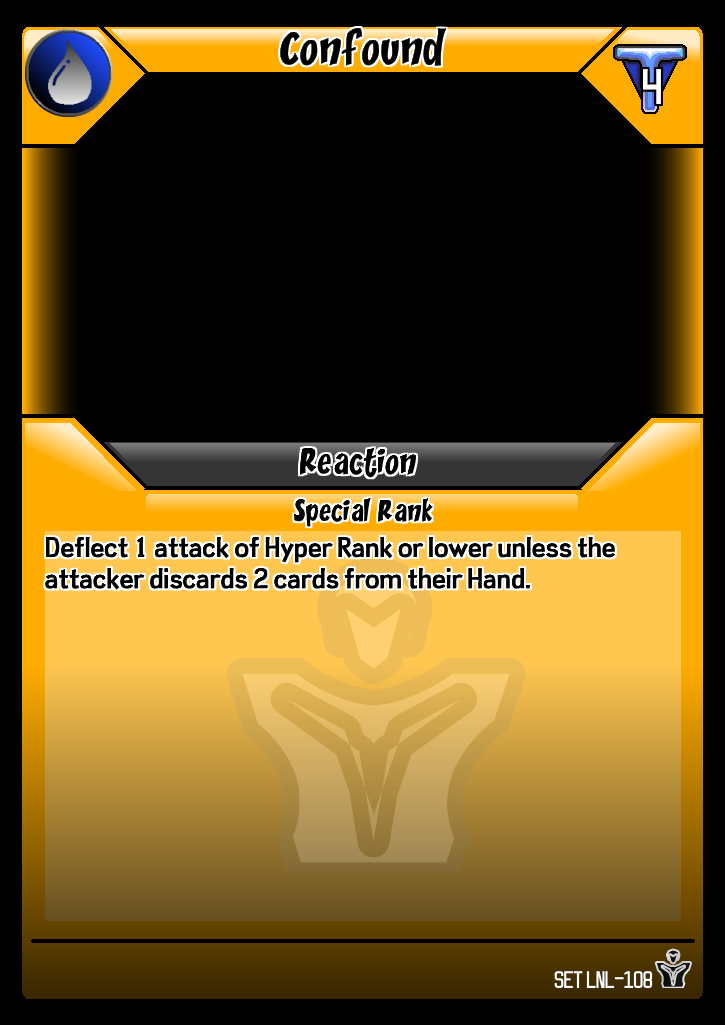 Confound
4
Reaction
Special Rank
Deflect 1 attack of Hyper Rank or lower unless the
attacker discards 2 cards from their Hand.
SET LNL-108